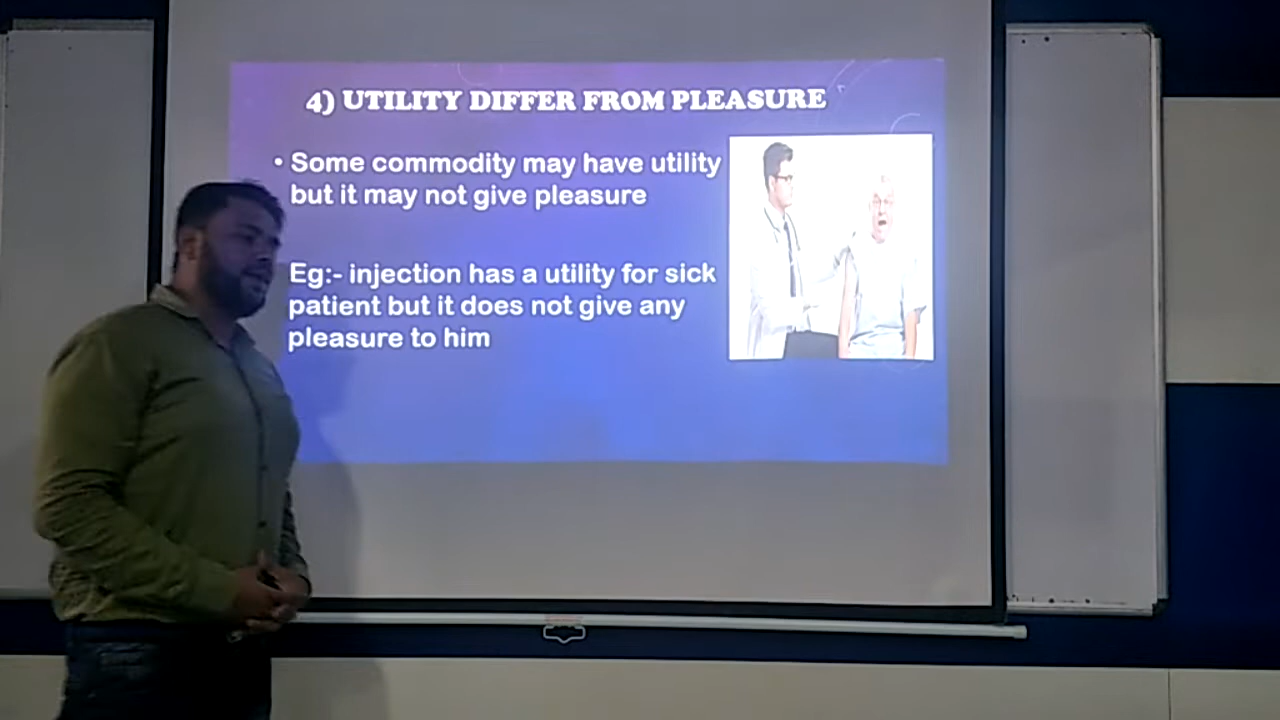 4) UTILITY DIFFER FROM PLEASURE
• Some commodity may have utility
but it may not give pleasure
Eg:- injection has a utility for sick
patient but it does not give any
pleasure to him